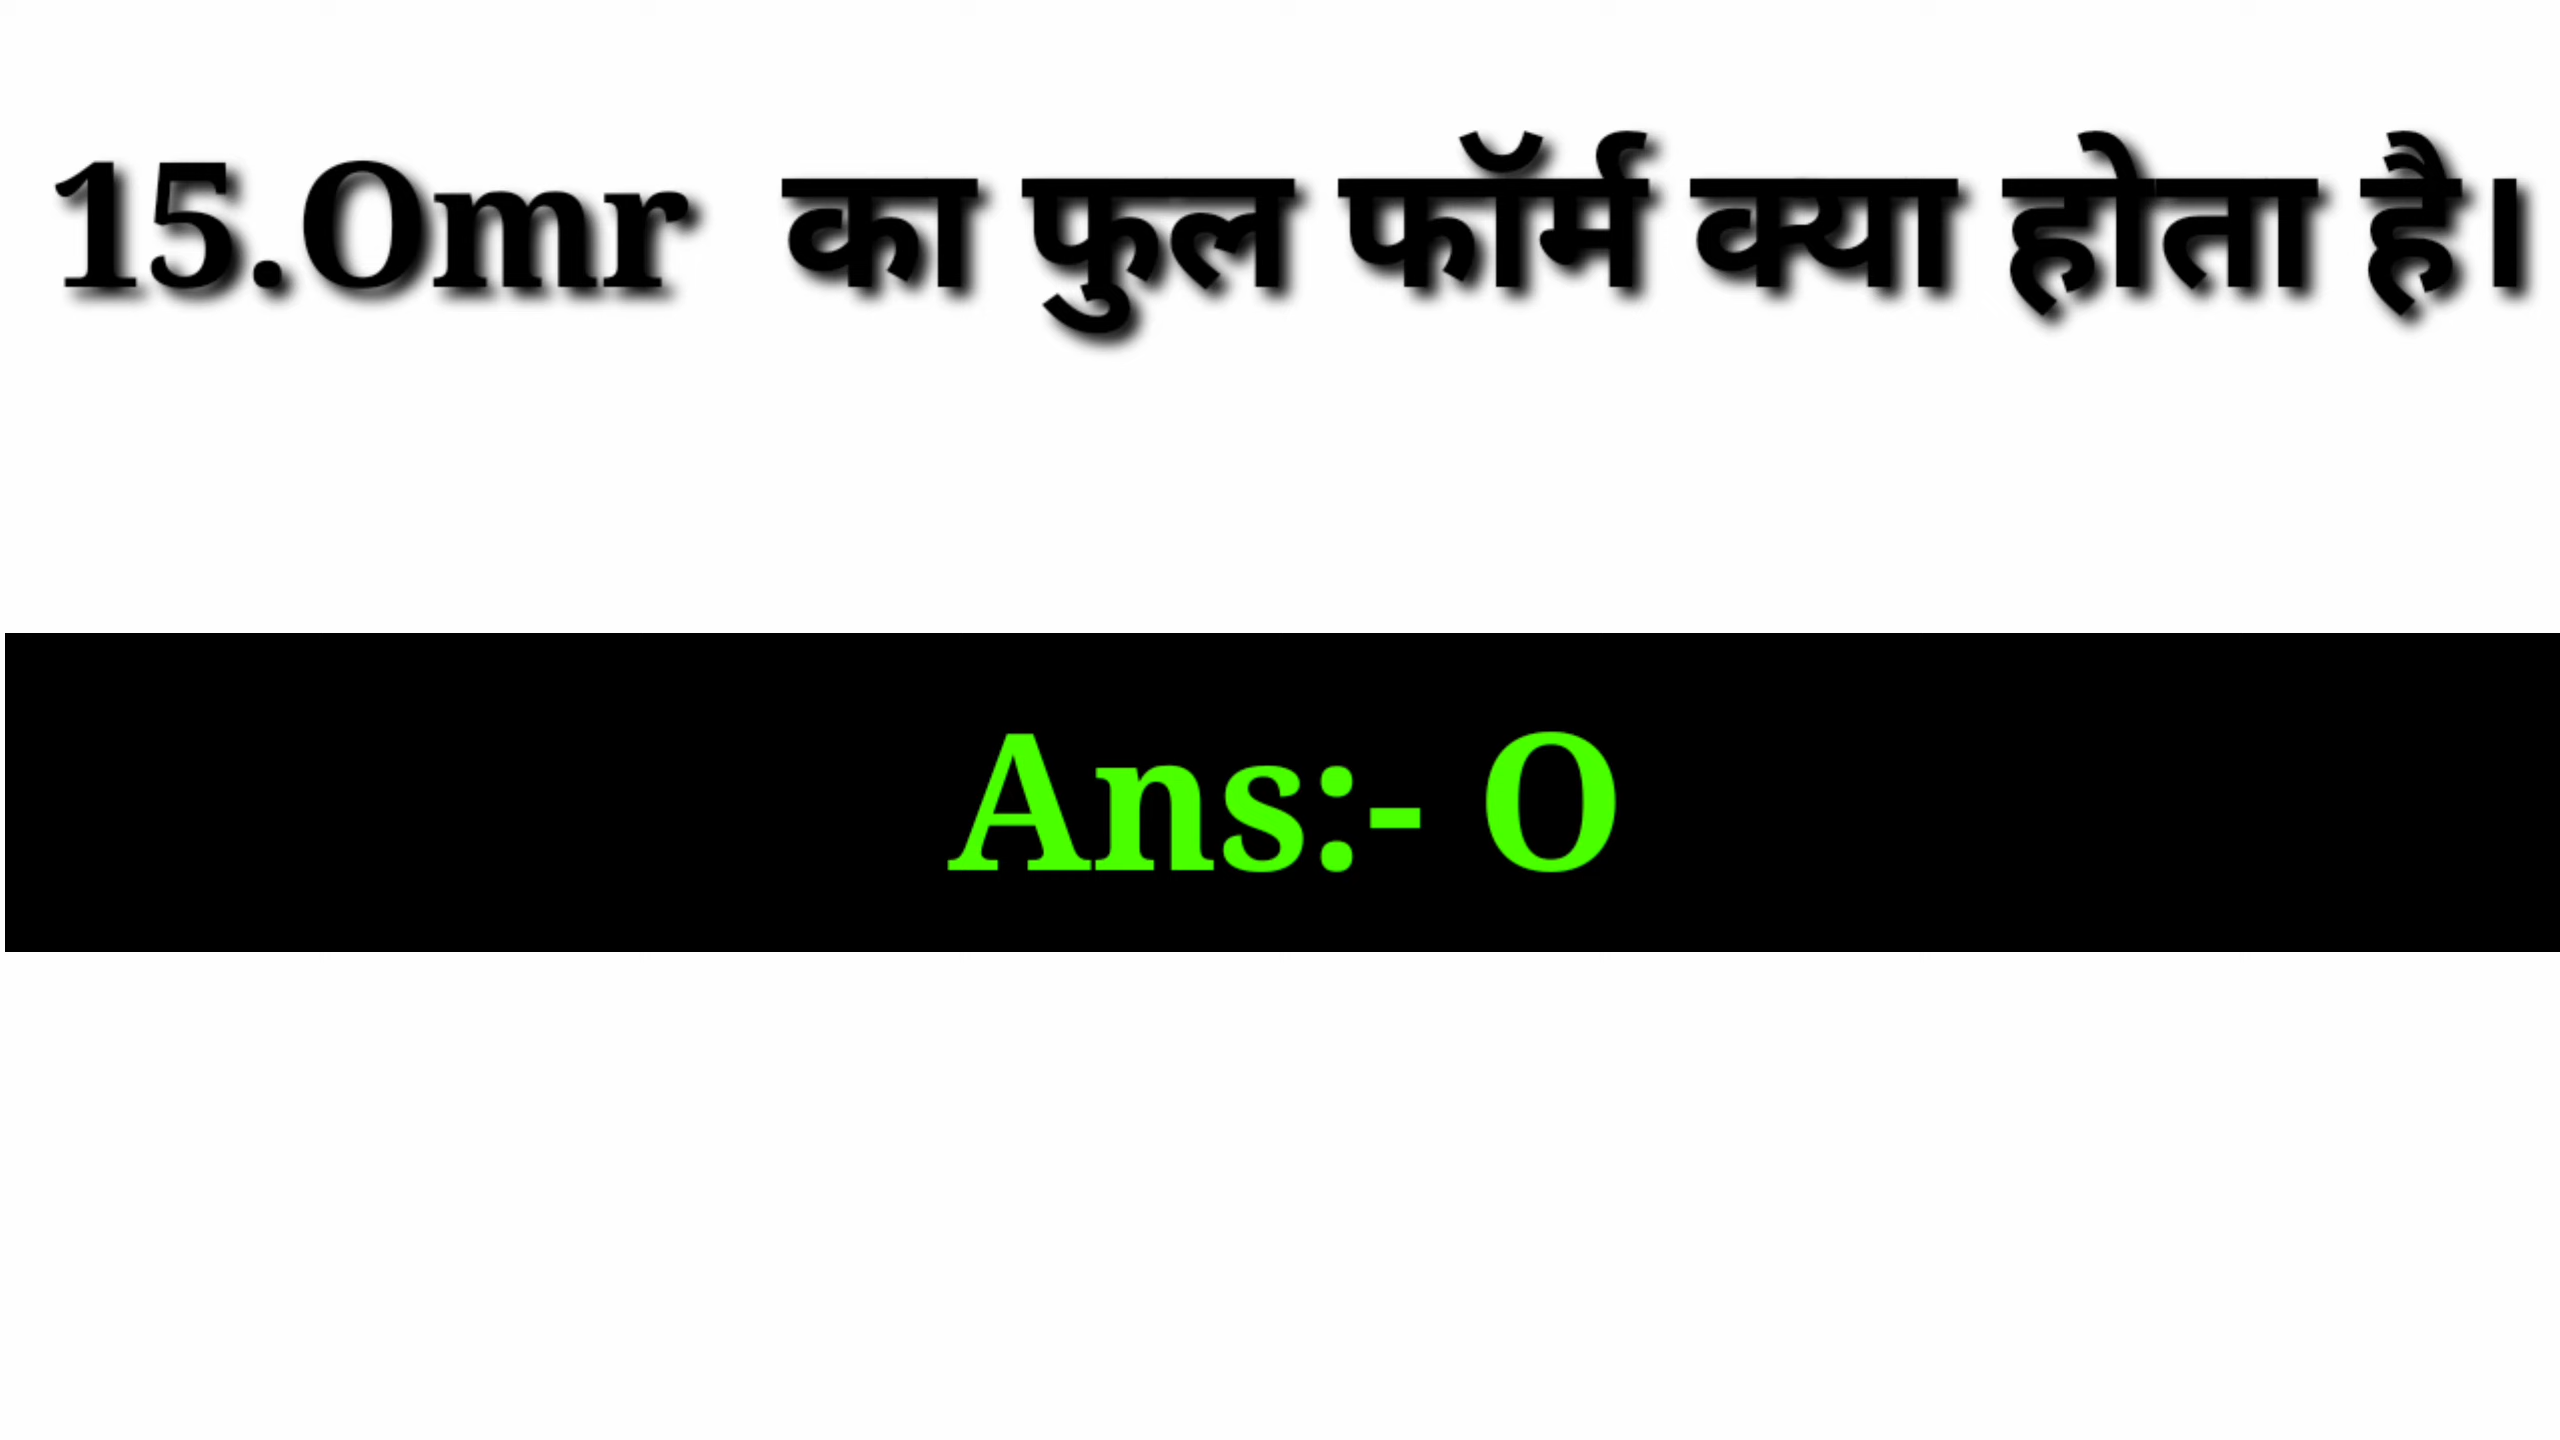 15.Omr का फुल फॉर्म क्या होता है।
Ans:- O